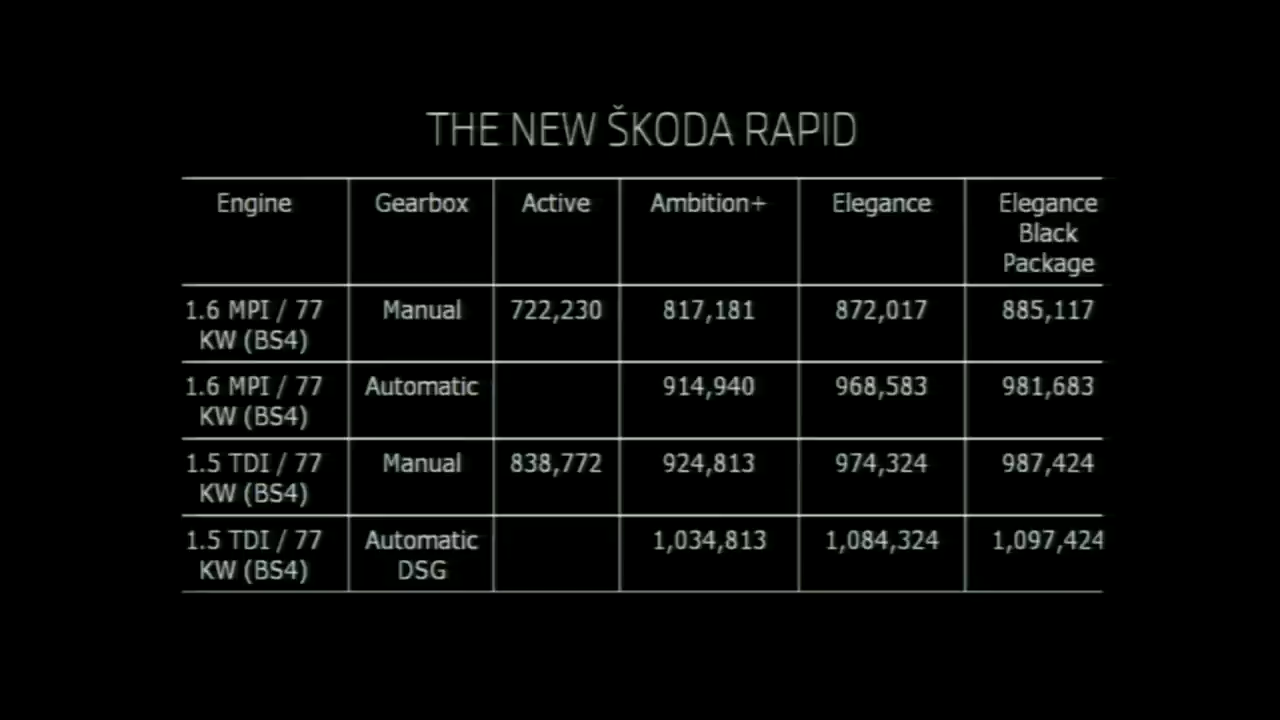 THE NEW ŠKODA RAPID
Engine Gearbox Active Ambition+ Elegance Elegance
Black
Package
1.6 MPI / 77 Manual 722,230 817,181 872,017 885,117
KW (BS4)
1.6 MPI / 77 Automatic 914,940 968,583 981,683
KW (BS4)
1.5 TDI / 77 Manual 838,772 924,813 974,324 987,424
KW (BS4)
1.5 TDI / 77 Automatic 1,034,813 1,084,324 1,097,424
KW (BS4) DSG